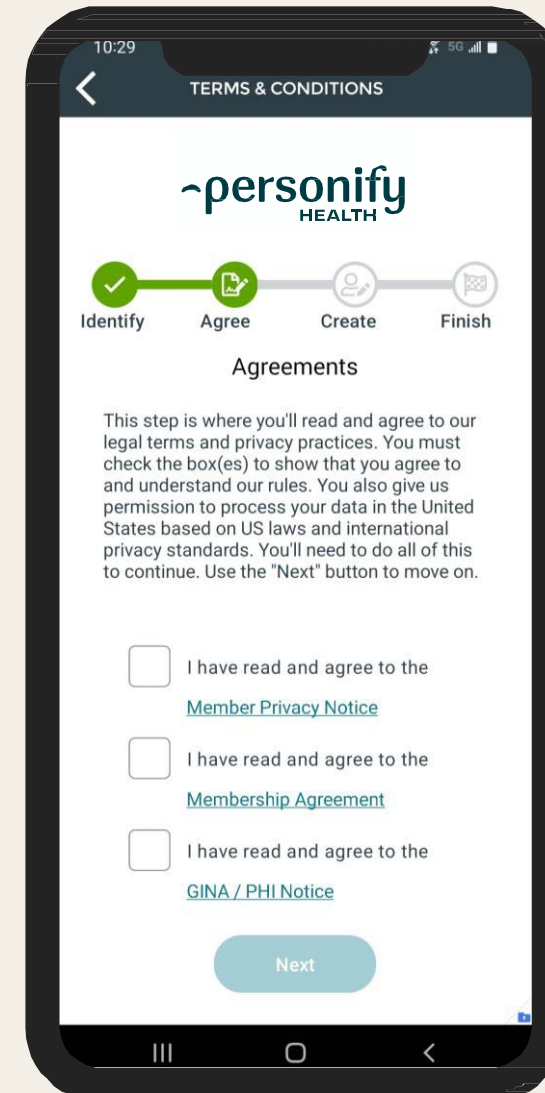 10:29 5G
TERMS & CONDITIONS
personify
HEALTH
Identify Agree Create Finish
Agreements
This step is where you'll read and agree to our
legal terms and privacy practices. You must
check the box(es) to show that you agree to
and understand our rules. You also give us
permission to process your data in the United
States based on US laws and international
privacy standards. You'll need to do all of this
to continue. Use the "Next" button to move on.
I have read and agree to the
Member Privacy Notice
I have read and agree to the
Membership Agreement
I have read and agree to the
GINA / PHI Notice
Next